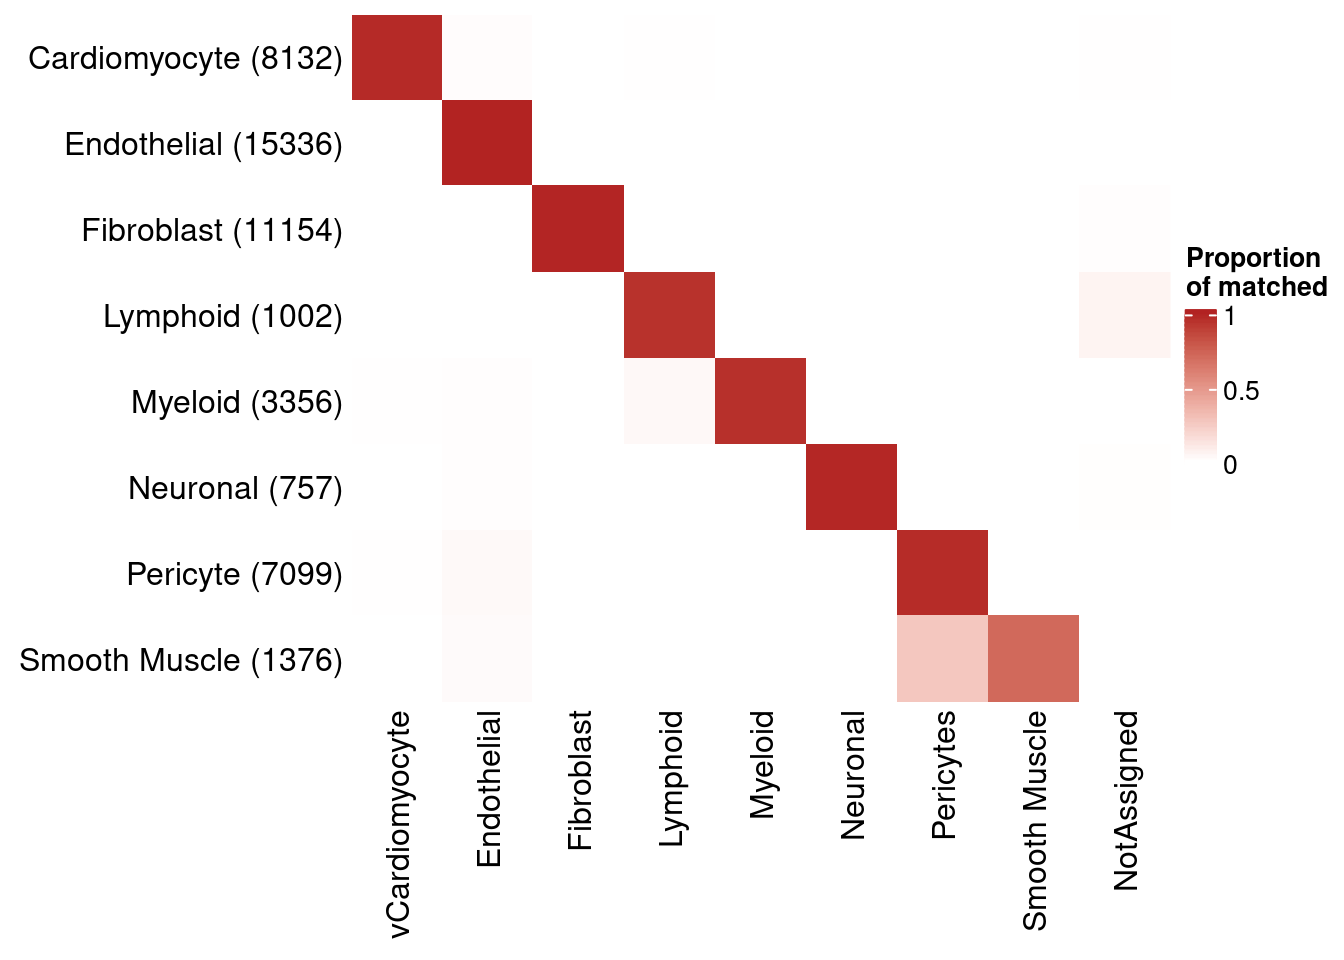 Cardiomyocyte (8132)
Endothelial (15336)
Fibroblast (11154)
Lymphoid (1002)
Myeloid (3356)
Neuronal (757)
Pericyte (7099)
Smooth Muscle (1376)
vCardiomyocyte
Endothelial
Fibroblast
Lymphoid
Myeloid
Neuronal
Pericytes
Smooth Muscle
NotAssigned
Proportion
of matched
1
0.5
0